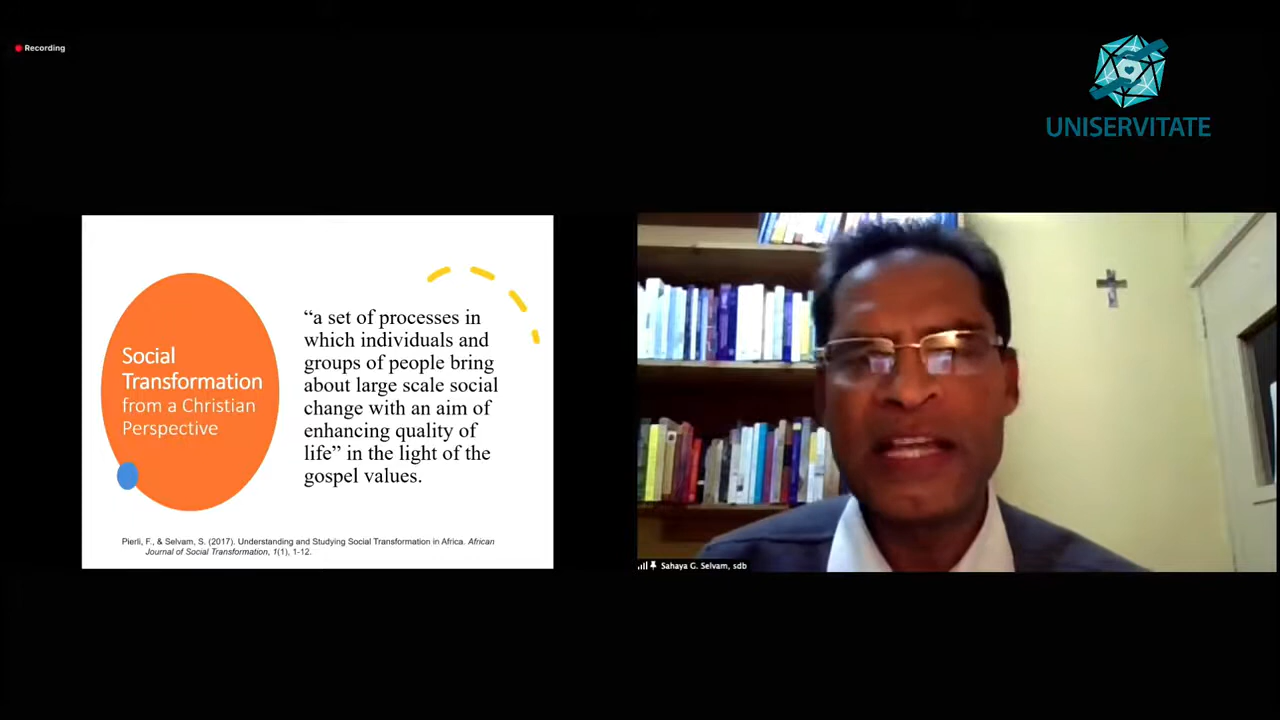 Recording
UNISERVITATE
Social
Transformation
from a Christian
Perspective
“a set of processes in
which individuals and
groups of people bring
about large scale social
change with an aim of
enhancing quality of
life” in the light of the
gospel values.
Pierli, F., & Selvam, S. (2017). Understanding and Studying Social Transformation in Africa. African
Journal of Social Transformation, 1(1), 1-12.
Sahaya G. Selvam, sdb